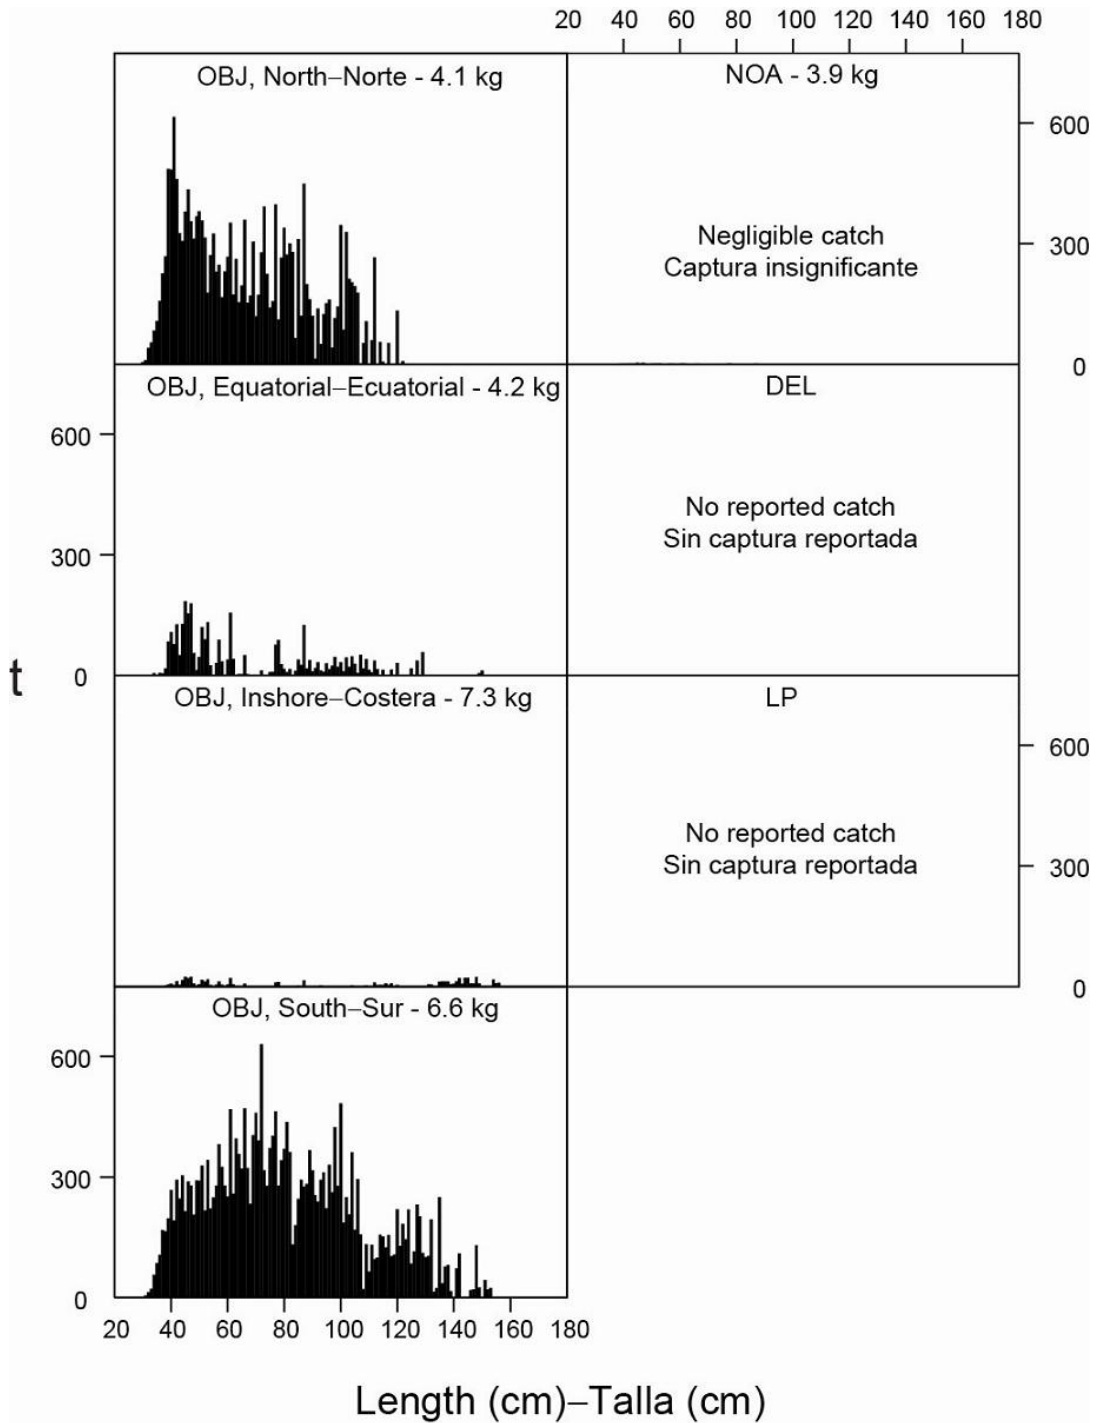 20 40 60 80 100 120 140 160 180
OBJ, North–Norte - 4.1 kg
NOA - 3.9 kg
600
300
0
Negligible catch
Captura insignificante
OBJ, Equatorial–Ecuatorial - 4.2 kg
600
300
0
DEL
No reported catch
Sin captura reportada
t
OBJ, Inshore–Costera - 7.3 kg
LP
600
300
0
No reported catch
Sin captura reportada
OBJ, South–Sur - 6.6 kg
600
300
0
20 40 60 80 100 120 140 160 180
Length (cm)–Talla (cm)